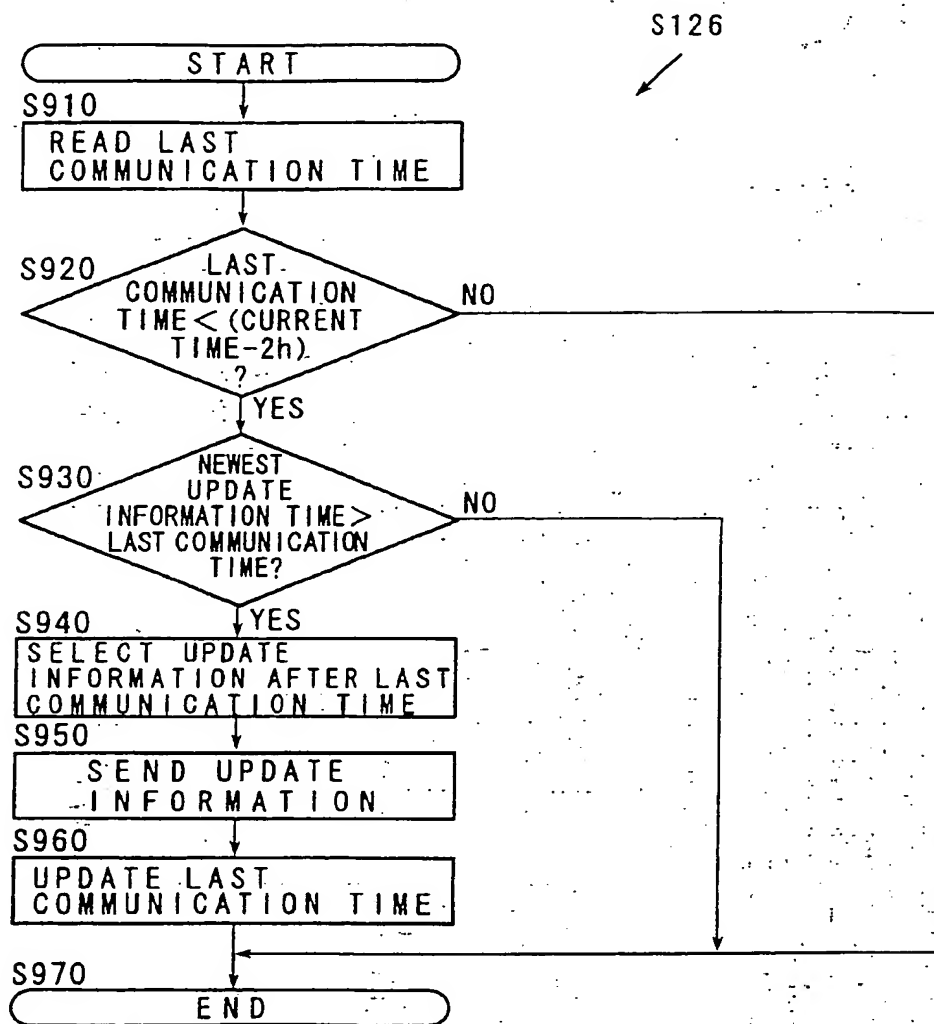 S126
START
S910
READ LAST
COMMUNICATION TIME
S920
LAST
COMMUNICATION
TIME<(CURRENT
TIME-2h)
?
NO
YES
S930
NEWEST
UPDATE
INFORMATION TIME>
LAST COMMUNICATION
TIME?
NO
YES
S940
SELECT UPDATE
INFORMATION AFTER LAST
COMMUNICATION TIME
S950
SEND UPDATE
INFORMATION
S960
UPDATE LAST
COMMUNICATION TIME
S970
END